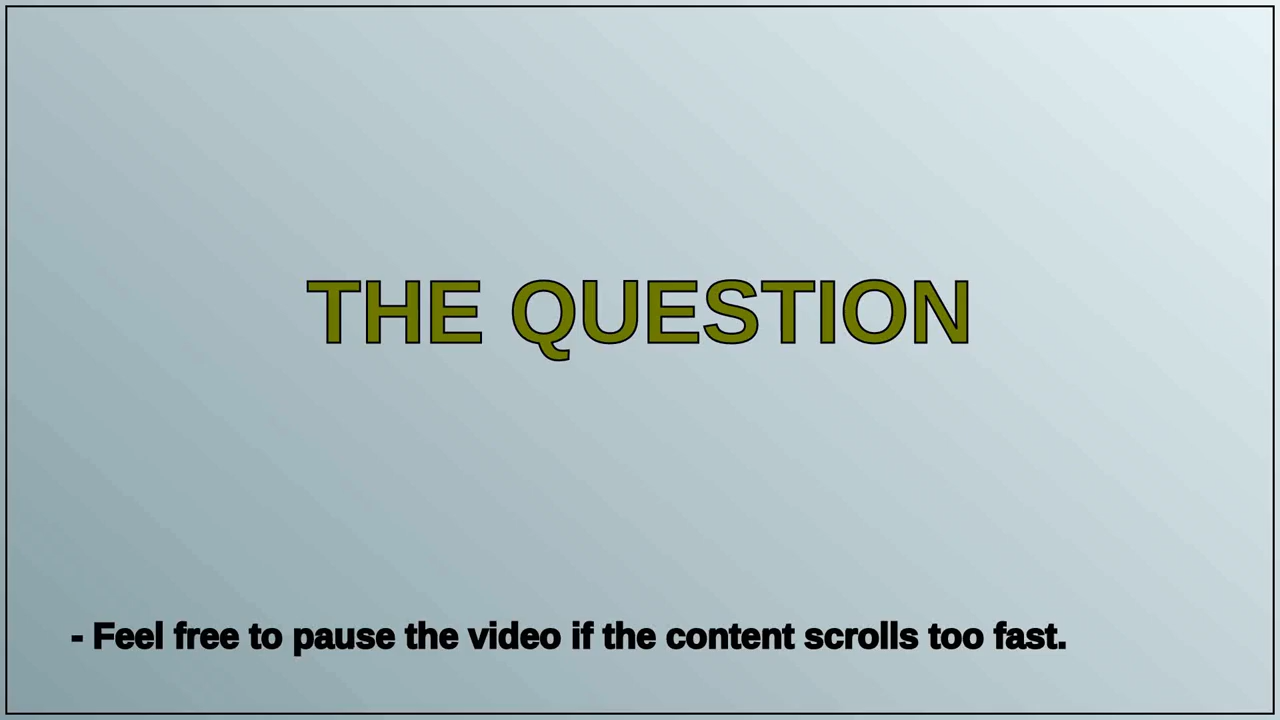 THE QUESTION
- Feel free to pause the video if the content scrolls too fast.